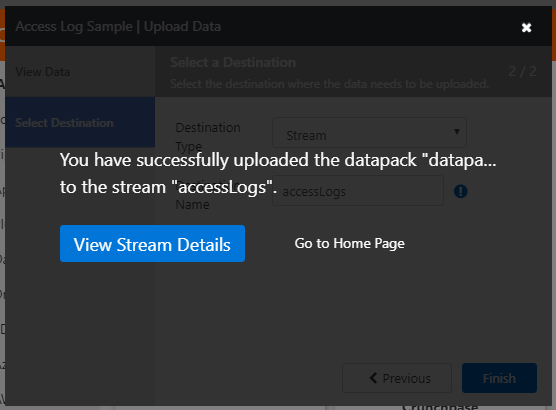 Access Log Sample | Upload Data
View Data
Select a Destination
Select the destination where the data needs to be uploaded.
2 / 2
Select Destination
Destination
Type
Stream
You have successfully uploaded the datapack "datapa...
to the stream "accessLogs".
Name
accessLogs
View Stream Details
Go to Home Page
Previous
Finish
Crunchbase